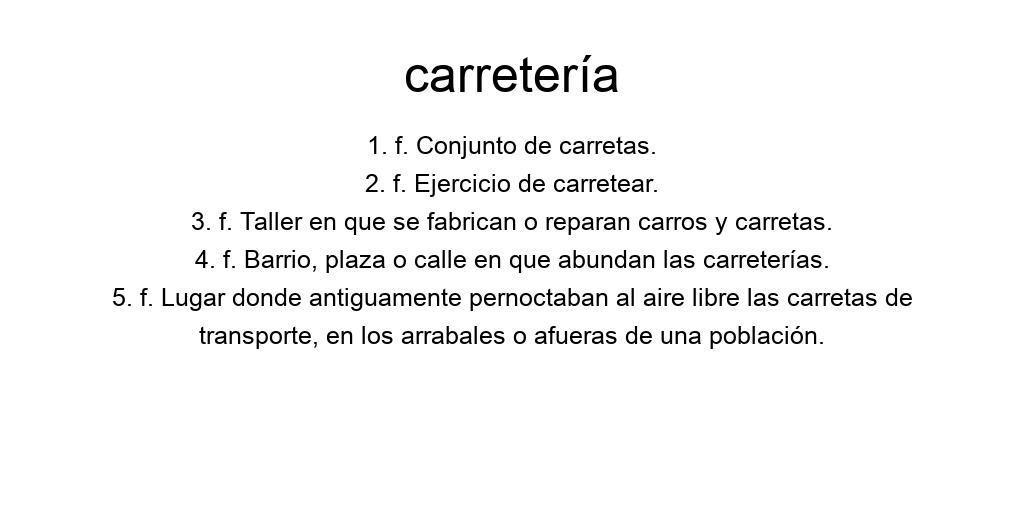 carretería
1. f. Conjunto de carretas.
2. f. Ejercicio de carretear.
3. f. Taller en que se fabrican o reparan carros y carretas.
4. f. Barrio, plaza o calle en que abundan las carreterías.
5. f. Lugar donde antiguamente pernoctaban al aire libre las carretas de
transporte, en los arrabales o afueras de una población.